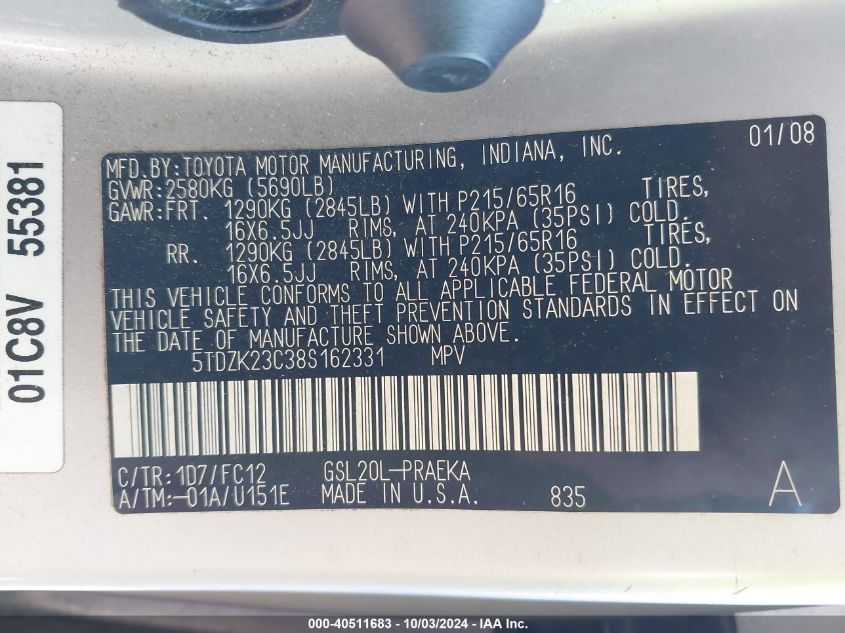 01C8V 55381
01/08
MFD.BY:TOYOTA MOTOR MANUFACTURING, INDIANA, INC.
GVWR:2580KG (5690LB)
GAWR:FRT. 1290KG (2845LB) WITH P215/65R16 TIRES,
16X6.5JJ RIMS, AT 240KPA (35PSI) COLD.
RR. 1290KG (2845LB) WITH P215/65R16 TIRES,
16X6.5JJ RIMS, AT 240KPA (35PSI) COLD.
THIS VEHICLE CONFORMS TO ALL APPLICABLE FEDERAL MOTOR
VEHICLE SAFETY AND THEFT PREVENTION STANDARDS IN EFFECT ON
THE DATE OF MANUFACTURE SHOWN ABOVE.
5TDZK23C38S162331 MPV
C/TR:1D7/FC12 GSL20L-PRAEKA
A/TM:-01A/U151E MADE IN U.S.A. 835 A
000-40511683 - 10/03/2024 - IAA Inc.